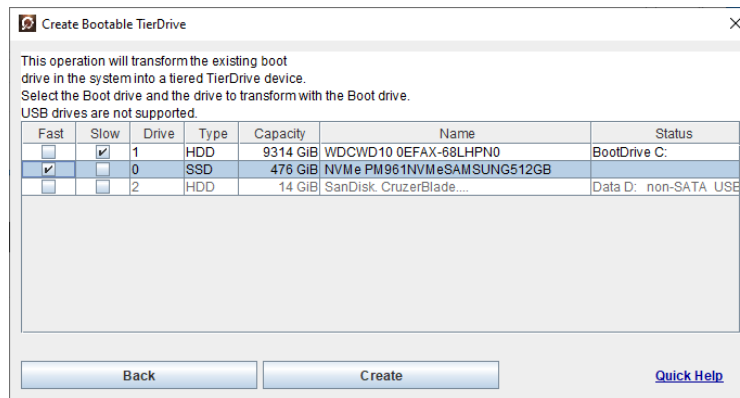 Create Bootable TierDrive
This operation will transform the existing boot
drive in the system into a tiered TierDrive device.
Select the Boot drive and the drive to transform with the Boot drive.
USB drives are not supported.
Fast Slow Drive Type Capacity Name Status
1 HDD 9314 GiB WDCWD10 0EFAX-68LHPN0 BootDrive C:
0 SSD 476 GiB NVMe PM961NVMeSAMSUNG512GB
2 HDD 14 GiB SanDisk. CruzerBlade.... Data D: non-SATA USB
Back Create Quick Help